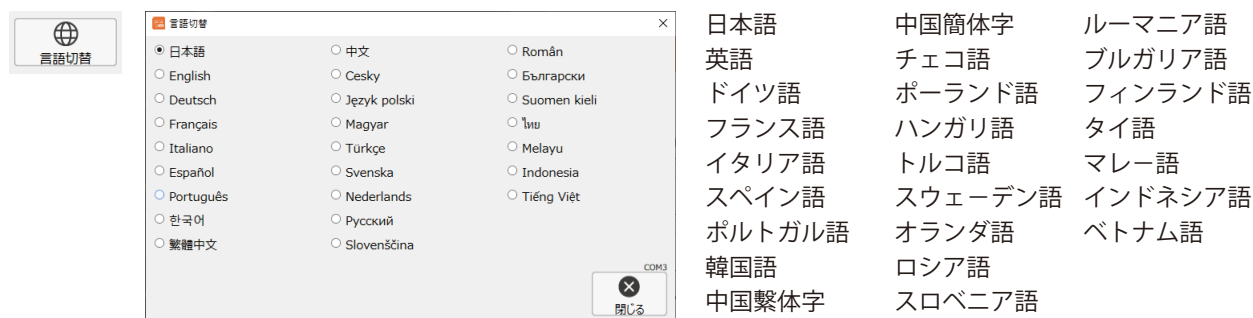 言語切替
言語切替
日本語 中文 Român
English Cesky Български
Deutsch Język polski Suomen kieli
Français Magyar ไทย
Italiano Türkçe Melayu
Español Svenska Indonesia
Português Nederlands Tiếng Việt
한국어 Русский
繁體中文 Slovenščina
COM3
閉じる
日本語 中国簡体字 ルーマニア語
英語 チェコ語 ブルガリア語
ドイツ語 ポーランド語 フィンランド語
フランス語 ハンガリ語 タイ語
イタリア語 トルコ語 マレー語
スペイン語 スウェーデン語 インドネシア語
ポルトガル語 オランダ語 ベトナム語
韓国語 ロシア語
中国繫体字 スロベニア語